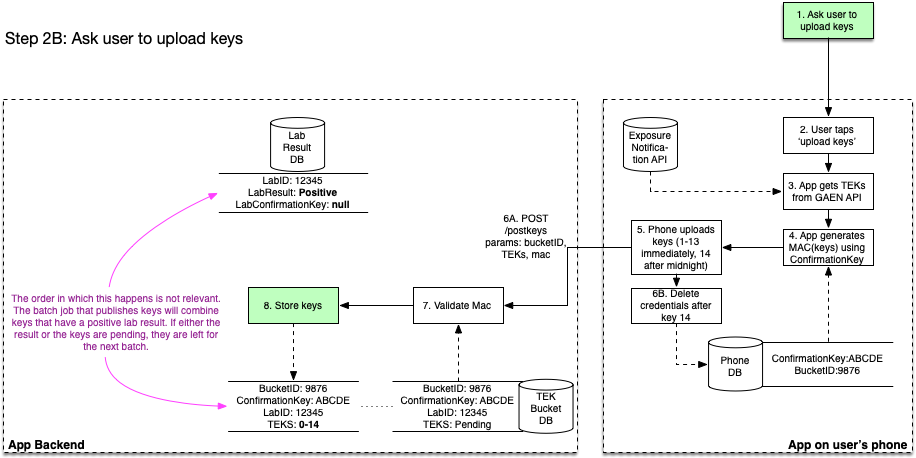 1. Ask user to
upload keys
Step 2B: Ask user to upload keys
Lab
Result
DB
LabID: 12345
LabResult: Positive
LabConfirmationKey: null
Exposure
Notifica-
tion API
2. User taps
‘upload keys’
3. App gets TEKs
from GAEN API
4. App generates
MAC(keys) using
ConfirmationKey
5. Phone uploads
keys (1-13
immediately, 14
after midnight)
6A. POST
/postkeys
params: bucketID,
TEKs, mac
6B. Delete
credentials after
key 14
The order in which this happens is not relevant.
The batch job that publishes keys will combine
keys that have a positive lab result. If either the
result or the keys are pending, they are left for
the next batch.
8. Store keys
7. Validate Mac
Phone
DB
ConfirmationKey:ABCDE
BucketID:9876
BucketID: 9876
ConfirmationKey: ABCDE
LabID: 12345
TEKS: 0-14
BucketID: 9876
ConfirmationKey: ABCDE
LabID: 12345
TEKS: Pending
TEK
Bucket
DB
App Backend
App on user’s phone